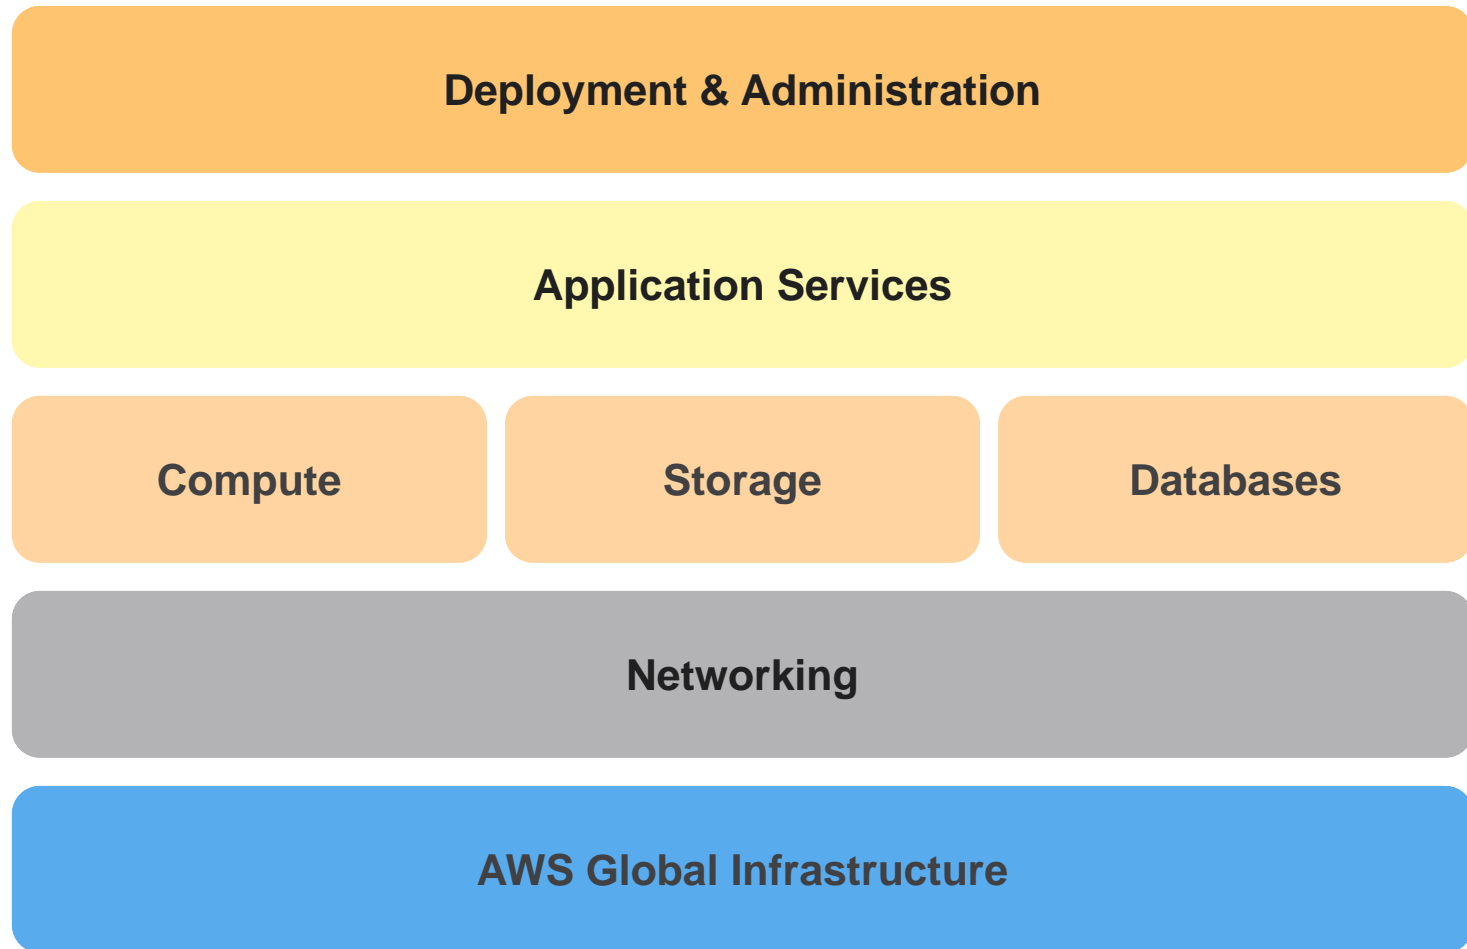 Deployment & Administration
Application Services
Compute
Storage
Databases
Networking
AWS Global Infrastructure